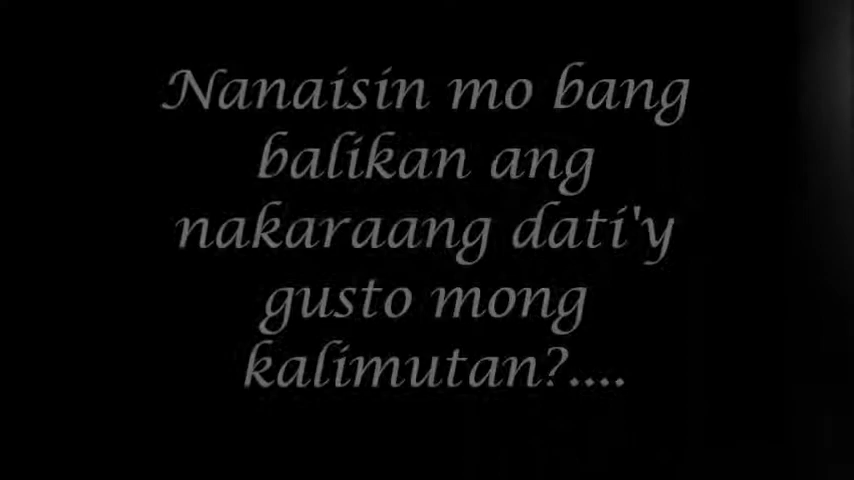 Nanaisin mo bang
balikan ang
nakaraang dati'y
gusto mong
kalimutan?....